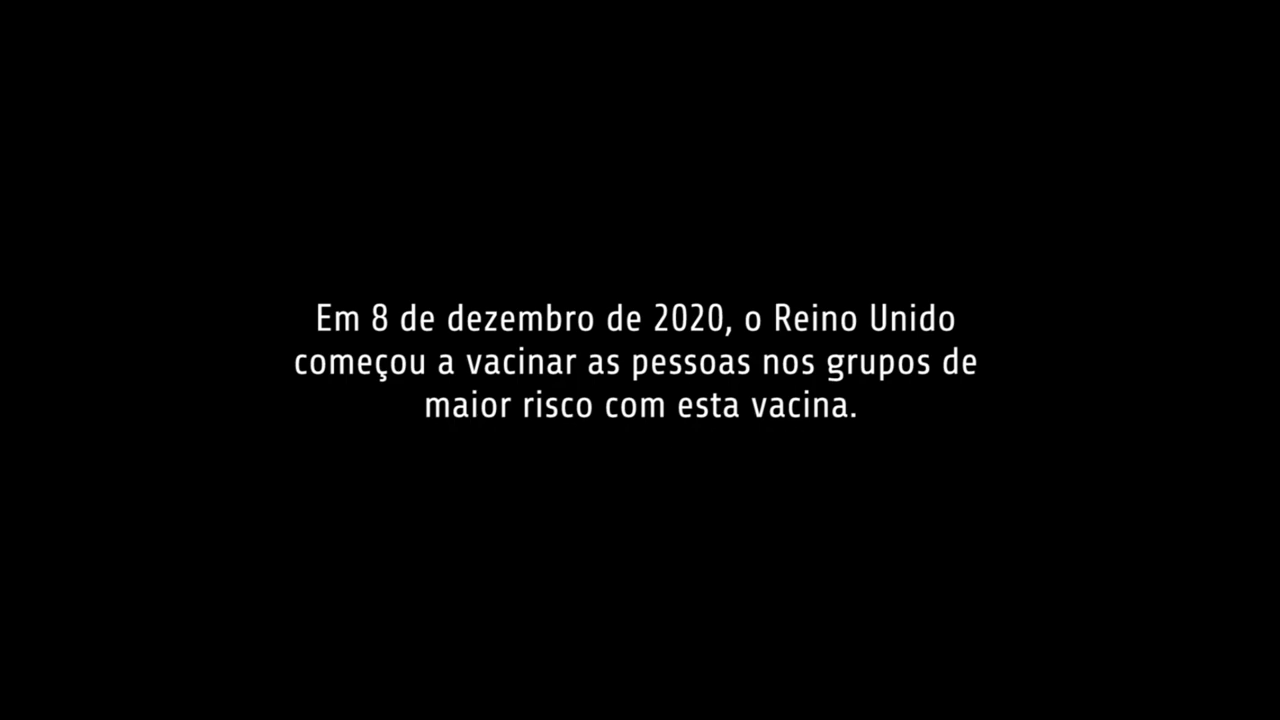 Em 8 de dezembro de 2020, o Reino Unido
começou a vacinar as pessoas nos grupos de
maior risco com esta vacina.